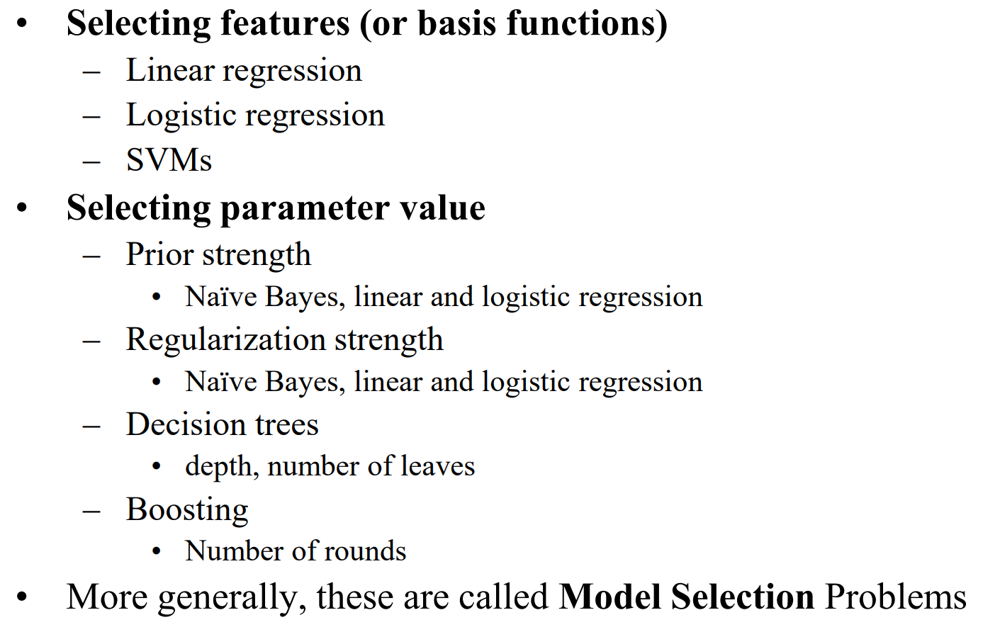 • Selecting features (or basis functions)
– Linear regression
– Logistic regression
– SVMs
• Selecting parameter value
– Prior strength
• Naïve Bayes, linear and logistic regression
– Regularization strength
• Naïve Bayes, linear and logistic regression
– Decision trees
• depth, number of leaves
– Boosting
• Number of rounds
• More generally, these are called Model Selection Problems